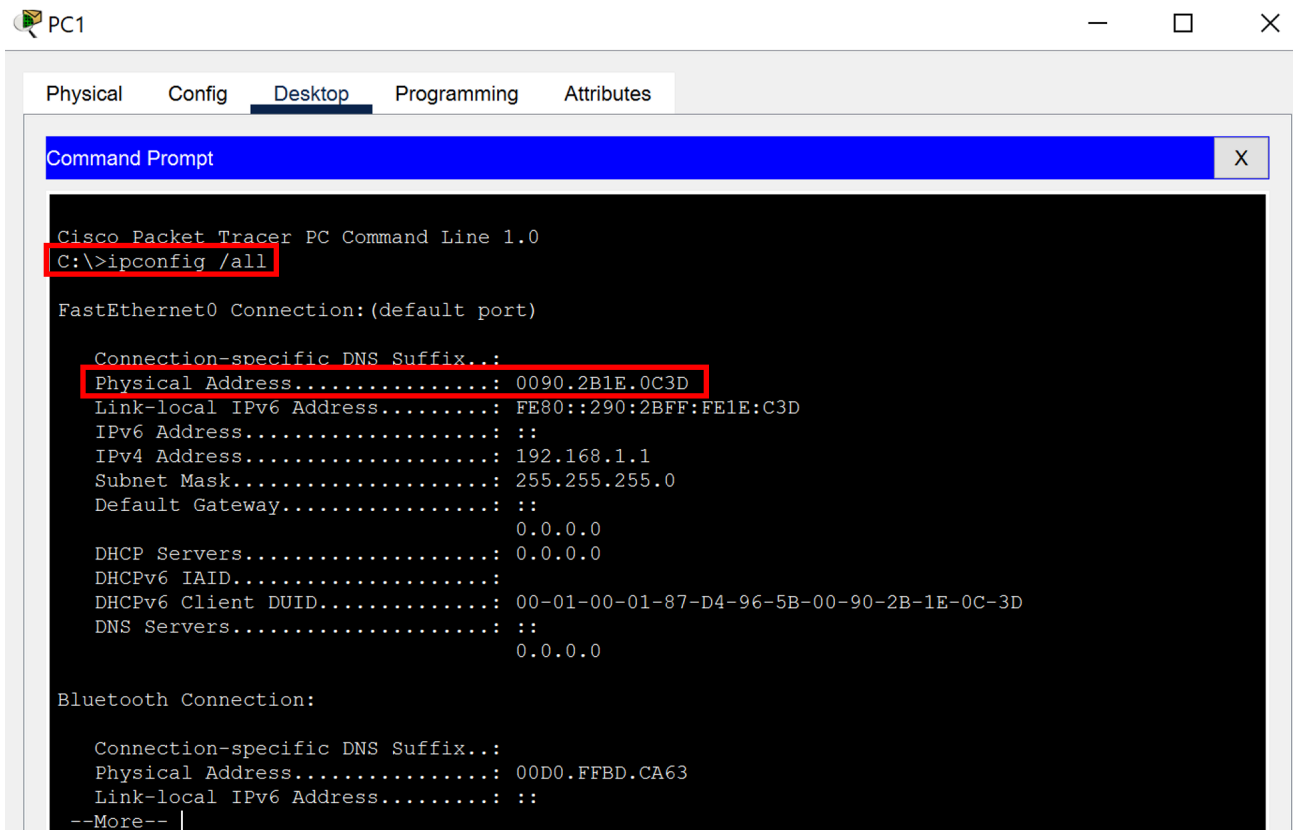 PC1
Physical Config Desktop Programming Attributes
Command Prompt X
Cisco Packet Tracer PC Command Line 1.0
C:\>ipconfig /all
FastEthernet0 Connection:(default port)
Connection-specific DNS Suffix..:
Physical Address................: 0090.2B1E.0C3D
Link-local IPv6 Address.........: FE80::290:2BFF:FE1E:C3D
IPv6 Address....................: ::
IPv4 Address....................: 192.168.1.1
Subnet Mask.....................: 255.255.255.0
Default Gateway.................: ::
0.0.0.0
DHCP Servers....................: 0.0.0.0
DHCPv6 IAID.....................:
DHCPv6 Client DUID..............: 00-01-00-01-87-D4-96-5B-00-90-2B-1E-0C-3D
DNS Servers.....................: ::
0.0.0.0
Bluetooth Connection:
Connection-specific DNS Suffix..:
Physical Address................: 00D0.FFBD.CA63
Link-local IPv6 Address.........: ::
--More--